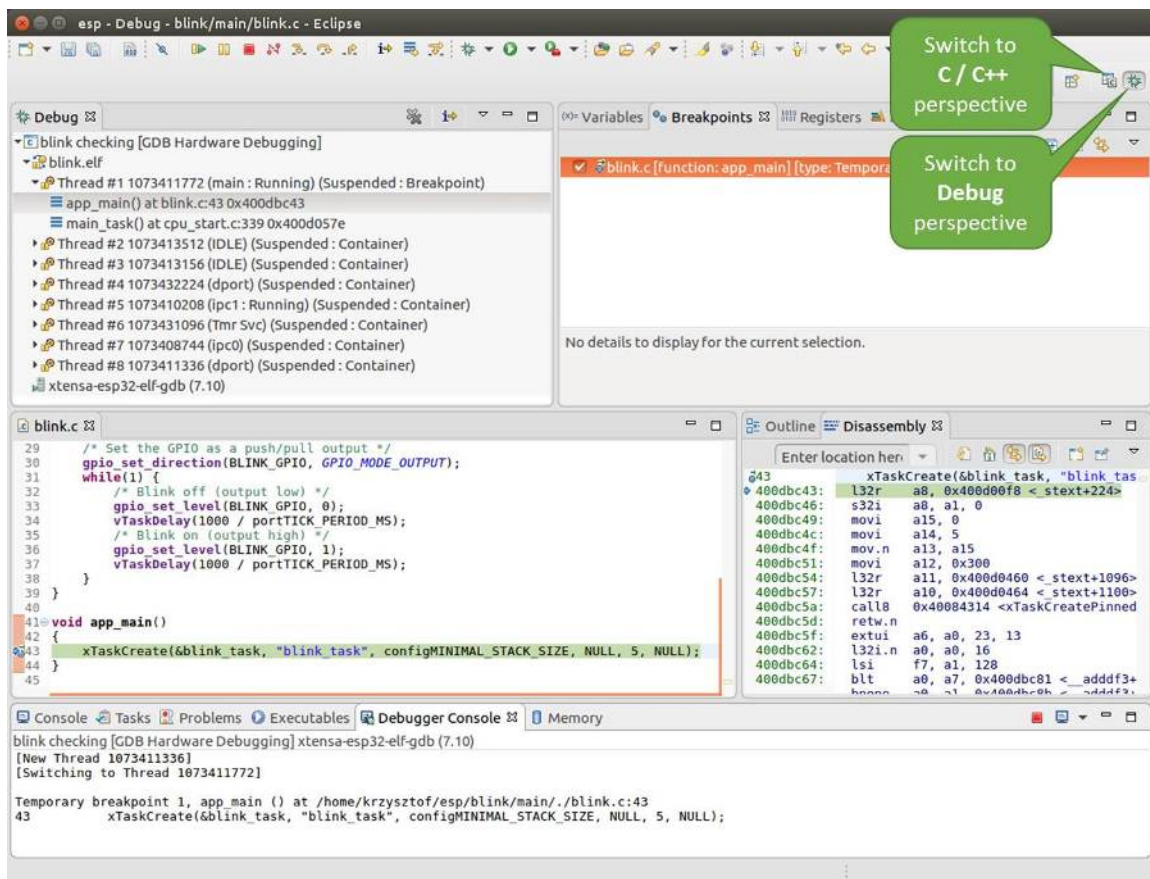 esp - Debug - blink/main/blink.c - Eclipse
Switch to
C / C++
perspective
Switch to
Debug
perspective
Debug
blink checking [GDB Hardware Debugging]
blink.elf
Thread #1 1073411772 (main : Running) (Suspended : Breakpoint)
app_main() at blink.c:43 0x400dbc43
main_task() at cpu_start.c:339 0x400d057e
Thread #2 1073413512 (IDLE) (Suspended : Container)
Thread #3 1073413156 (IDLE) (Suspended : Container)
Thread #4 1073432224 (dport) (Suspended : Container)
Thread #5 1073410208 (ipc1 : Running) (Suspended : Container)
Thread #6 1073431096 (Tmr Svc) (Suspended : Container)
Thread #7 1073408744 (ipc0) (Suspended : Container)
Thread #8 1073411336 (dport) (Suspended : Container)
xtensa-esp32-elf-gdb (7.10)
(x)= Variables Breakpoints Registers
blink.c [function: app_main] [type: Tempora
No details to display for the current selection.
blink.c
29 /* Set the GPIO as a push/pull output */
30 gpio_set_direction(BLINK_GPIO, GPIO_MODE_OUTPUT);
31 while(1) {
32 /* Blink off (output low) */
33 gpio_set_level(BLINK_GPIO, 0);
34 vTaskDelay(1000 / portTICK_PERIOD_MS);
35 /* Blink on (output high) */
36 gpio_set_level(BLINK_GPIO, 1);
37 vTaskDelay(1000 / portTICK_PERIOD_MS);
38 }
39 }
40
41 void app_main()
42 {
43 xTaskCreate(&blink_task, "blink_task", configMINIMAL_STACK_SIZE, NULL, 5, NULL);
44 }
45
Outline Disassembly
Enter location her
43 xTaskCreate(&blink_task, "blink_tas
400dbc43: l32r a8, 0x400d00f8 <_stext+224>
400dbc46: s32i a8, a1, 0
400dbc49: movi a15, 0
400dbc4c: movi a14, 5
400dbc4f: mov.n a13, a15
400dbc51: movi a12, 0x300
400dbc54: l32r a11, 0x400d0460 <_stext+1096>
400dbc57: l32r a10, 0x400d0464 <_stext+1100>
400dbc5a: call8 0x40084314 <xTaskCreatePinned
400dbc5d: retw.n
400dbc5f: extui a6, a0, 23, 13
400dbc62: l32i.n a0, a0, 16
400dbc64: lsi f7, a1, 128
400dbc67: blt a0, a7, 0x400dbc81 <__adddf3+
Console Tasks Problems Executables Debugger Console Memory
blink checking [GDB Hardware Debugging] xtensa-esp32-elf-gdb (7.10)
[New Thread 1073411336]
[Switching to Thread 1073411772]
Temporary breakpoint 1, app_main () at /home/krzysztof/esp/blink/main/./blink.c:43
43 xTaskCreate(&blink_task, "blink_task", configMINIMAL_STACK_SIZE, NULL, 5, NULL);